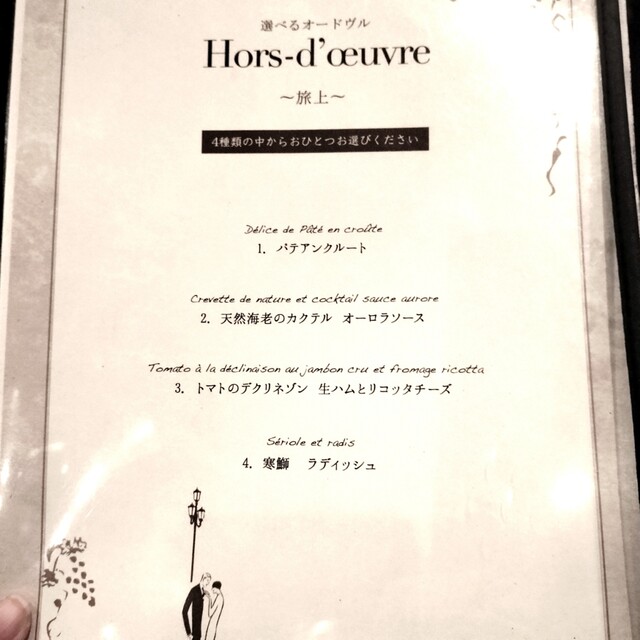 選べるオードヴル
Hors-d'œuvre
～旅上～
4種類の中からおひとつお選びください
Délice de Pâté en croûte
1. パテアンクルート
Crevette de nature et cocktail sauce aurore
2. 天然海老のカクテル オーロラソース
Tomato à la déclinaison au jambon cru et fromage ricotta
3. トマトのデクリネゾン 生ハムとリコッタチーズ
Sériole et radis
4. 寒鰤 ラディッシュ